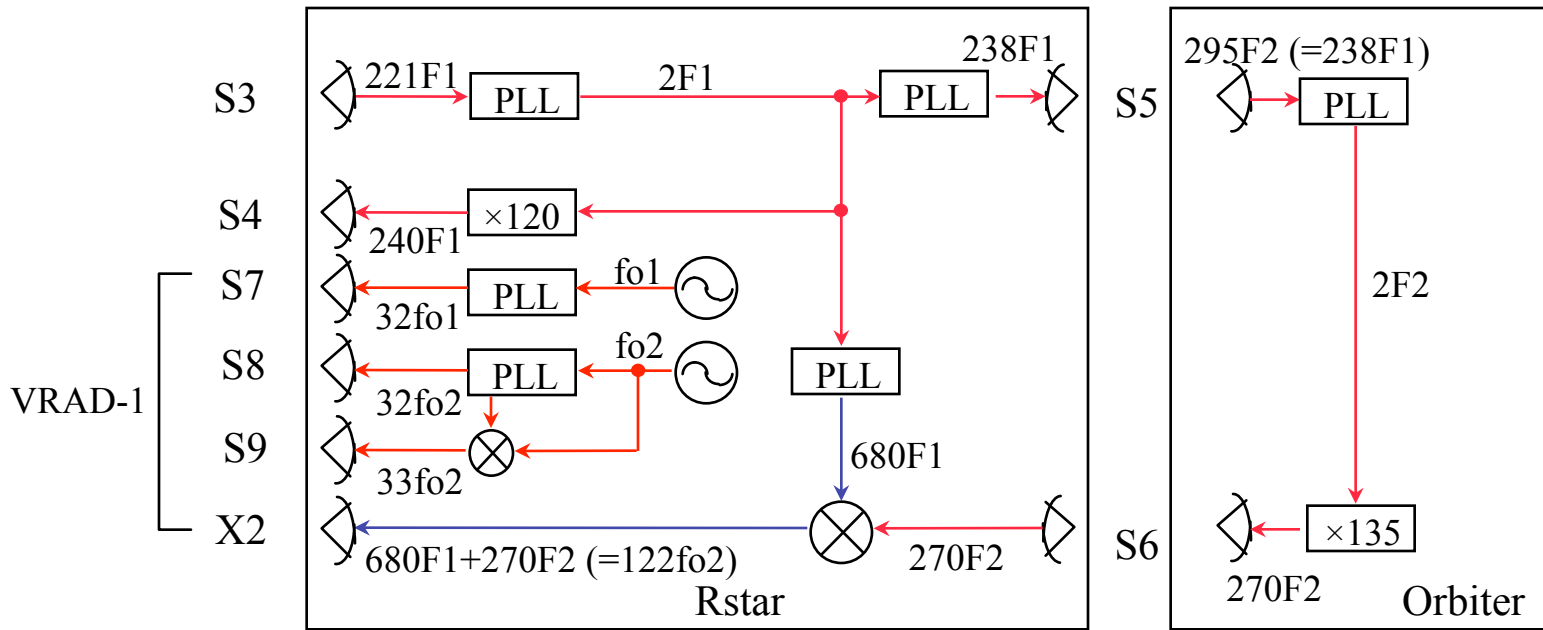 238F1
295F2 (=238F1)
S3
221F1
PLL
2F1
PLL
S5
PLL
S4
×120
240F1
S7
PLL
fo1
32fo1
2F2
S8
PLL
fo2
PLL
VRAD-1
32fo2
S9
33fo2
680F1
X2
680F1+270F2 (=122fo2)
270F2
S6
×135
270F2
Rstar
Orbiter